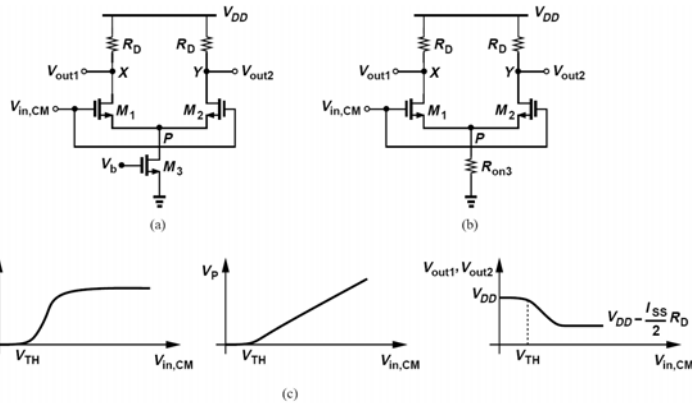 V_DD
V_DD
R_D
R_D
R_D
R_D
V_out1
X
Y
V_out2
V_out1
X
Y
V_out2
V_in,CM
M_1
M_2
V_in,CM
M_1
M_2
P
P
V_b
M_3
R_on3
(a)
(b)
V_P
V_out1, V_out2
V_DD
V_DD − I_SS/2 R_D
V_TH
V_in,CM
V_TH
V_in,CM
V_TH
V_in,CM
(c)